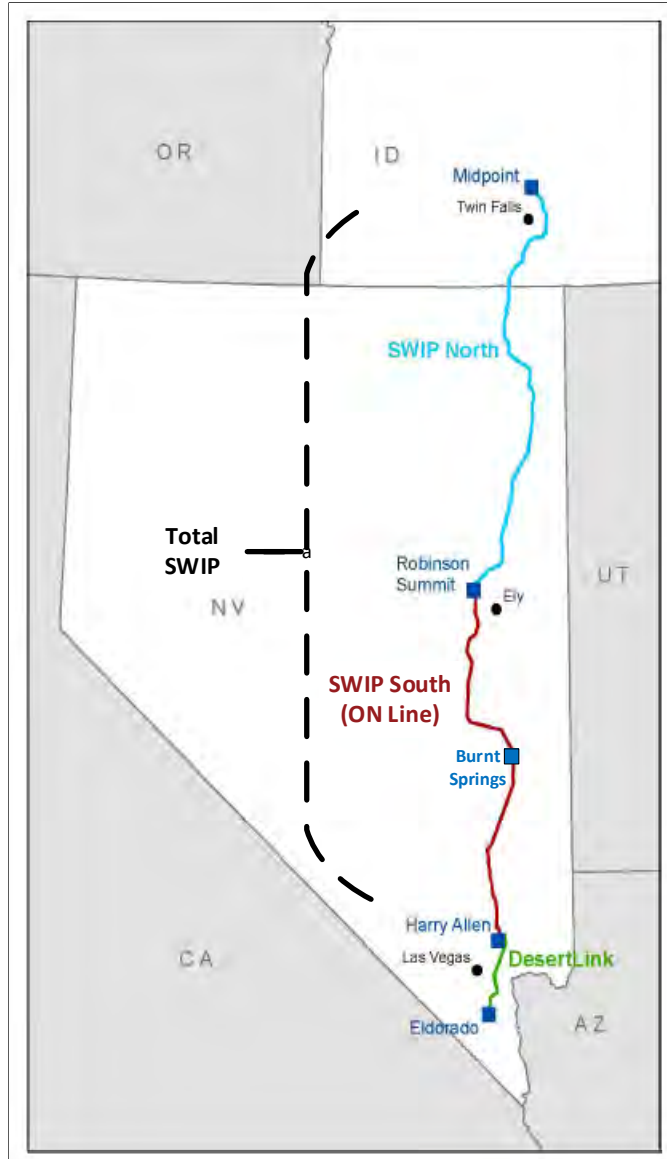 OR
ID
Midpoint
Twin Falls
SWIP North
Total
SWIP
a
Robinson
Summit
Ely
UT
NV
SWIP South
(ON Line)
Burnt
Springs
Harry Allen
Las Vegas
DesertLink
CA
Eldorado
AZ